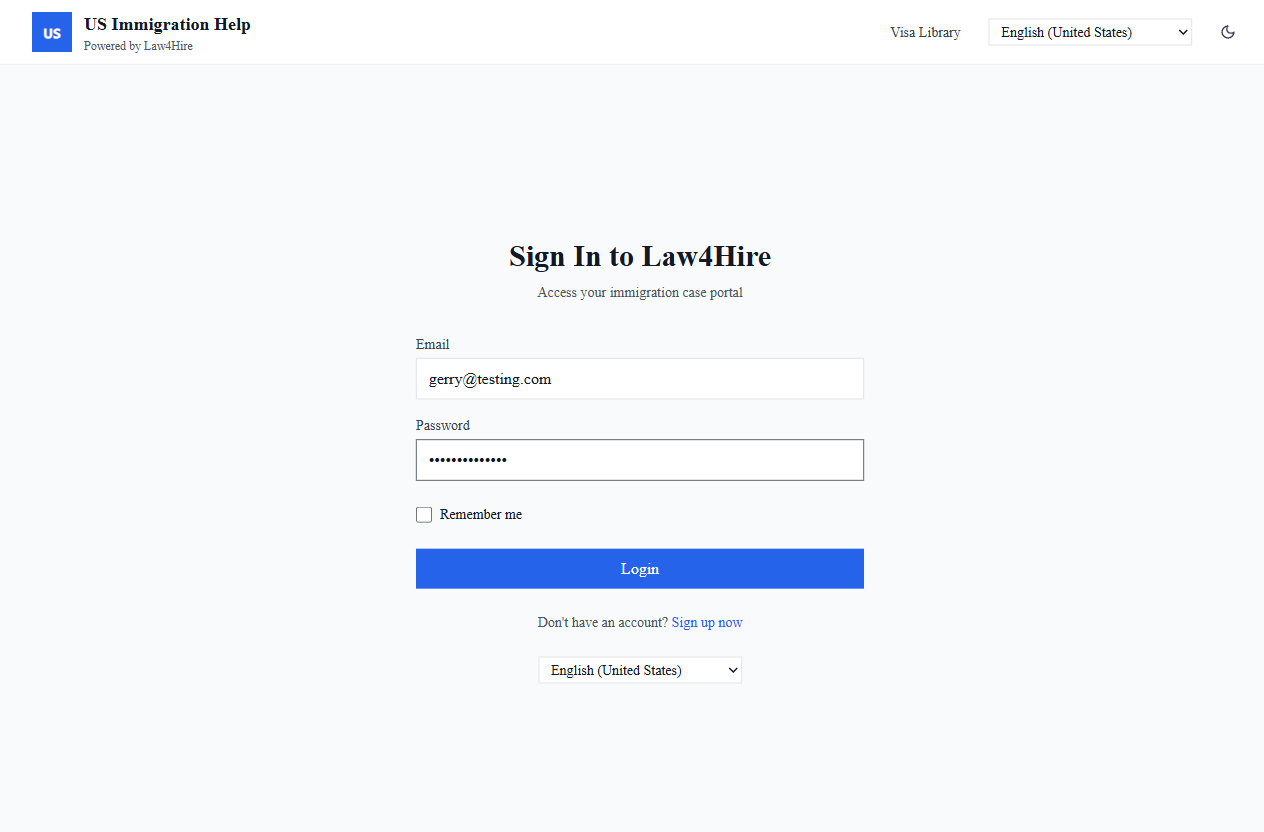 US
US Immigration Help
Powered by Law4Hire
Visa Library
English (United States)
Sign In to Law4Hire
Access your immigration case portal
Email
gerry@testing.com
Password
••••••••••••••
Remember me
Login
Don't have an account? Sign up now
English (United States)